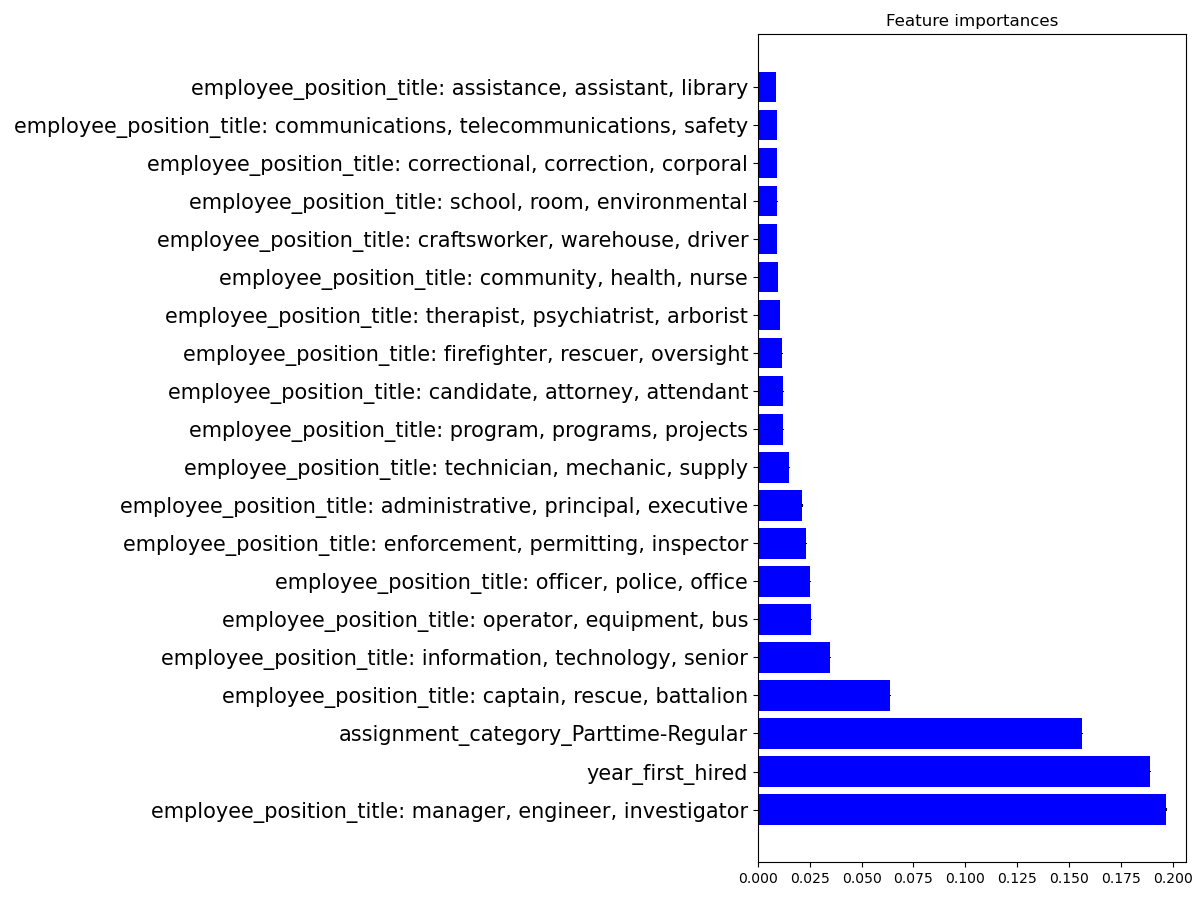 Feature importances
employee_position_title: assistance, assistant, library
employee_position_title: communications, telecommunications, safety
employee_position_title: correctional, correction, corporal
employee_position_title: school, room, environmental
employee_position_title: craftsworker, warehouse, driver
employee_position_title: community, health, nurse
employee_position_title: therapist, psychiatrist, arborist
employee_position_title: firefighter, rescuer, oversight
employee_position_title: candidate, attorney, attendant
employee_position_title: program, programs, projects
employee_position_title: technician, mechanic, supply
employee_position_title: administrative, principal, executive
employee_position_title: enforcement, permitting, inspector
employee_position_title: officer, police, office
employee_position_title: operator, equipment, bus
employee_position_title: information, technology, senior
employee_position_title: captain, rescue, battalion
assignment_category_Parttime-Regular
year_first_hired
employee_position_title: manager, engineer, investigator
0.000 0.025 0.050 0.075 0.100 0.125 0.150 0.175 0.200